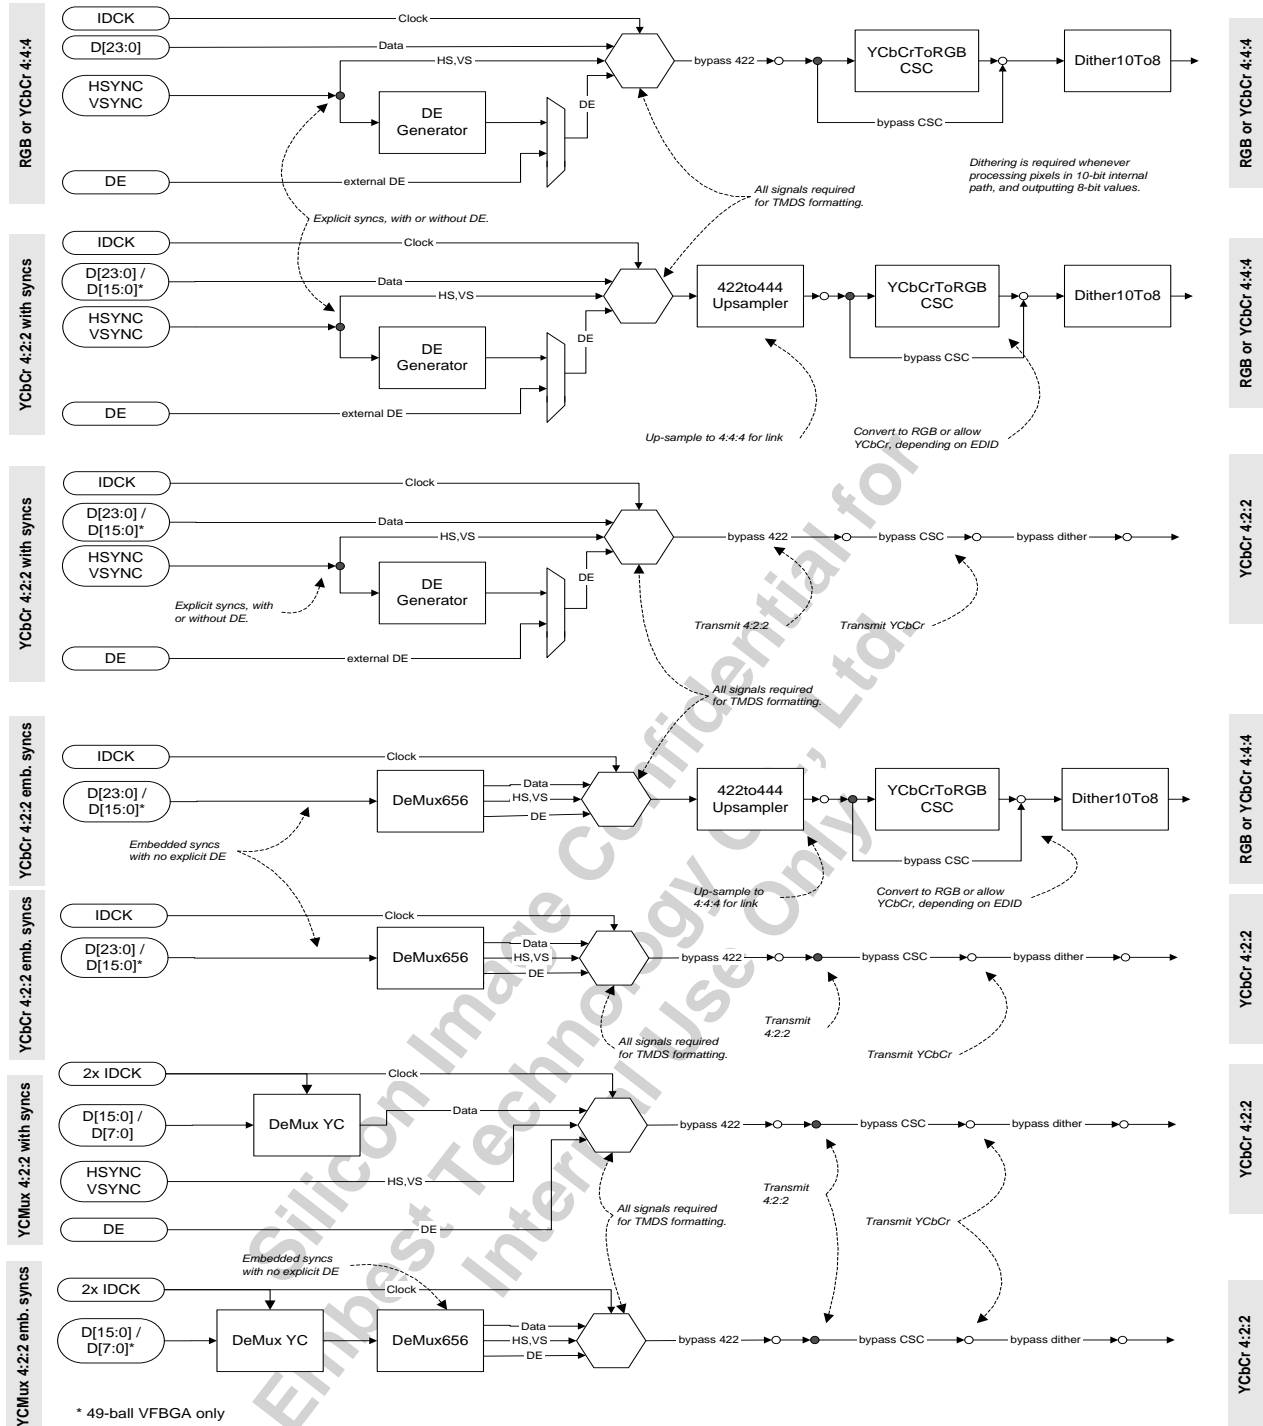 RGB or YCbCr 4:4:4
IDCK
Clock
D[23:0]
Data
HSYNC
VSYNC
HS,VS
DE
Generator
DE
DE
external DE
bypass 422
YCbCrToRGB
CSC
bypass CSC
Dither10To8
Dithering is required whenever
processing pixels in 10-bit internal
path, and outputting 8-bit values.
RGB or YCbCr 4:4:4
All signals required
for TMDS formatting.
Explicit syncs, with or without DE.
YCbCr 4:2:2 with syncs
IDCK
Clock
D[23:0] /
D[15:0]*
Data
HSYNC
VSYNC
HS,VS
DE
Generator
DE
DE
external DE
422to444
Upsampler
YCbCrToRGB
CSC
bypass CSC
Dither10To8
Up-sample to 4:4:4 for link
Convert to RGB or allow
YCbCr, depending on EDID
RGB or YCbCr 4:4:4
YCbCr 4:2:2 with syncs
IDCK
Clock
D[23:0] /
D[15:0]*
Data
HSYNC
VSYNC
HS,VS
DE
Generator
DE
Explicit syncs, with
or without DE.
DE
external DE
bypass 422
bypass CSC
bypass dither
Transmit 4:2:2
Transmit YCbCr
YCbCr 4:2:2
All signals required
for TMDS formatting.
YCbCr 4:2:2 emb. syncs
IDCK
Clock
D[23:0] /
D[15:0]*
DeMux656
Data
HS,VS
DE
422to444
Upsampler
YCbCrToRGB
CSC
bypass CSC
Dither10To8
Embedded syncs
with no explicit DE
Up-sample to
4:4:4 for link
Convert to RGB or allow
YCbCr, depending on EDID
RGB or YCbCr 4:4:4
YCbCr 4:2:2 emb. syncs
IDCK
Clock
D[23:0] /
D[15:0]*
DeMux656
Data
HS,VS
DE
bypass 422
bypass CSC
bypass dither
Transmit
4:2:2
Transmit YCbCr
All signals required
for TMDS formatting.
YCbCr 4:2:2
YCMux 4:2:2 with syncs
2x IDCK
Clock
D[15:0] /
D[7:0]
DeMux YC
Data
HSYNC
VSYNC
HS,VS
DE
DE
bypass 422
bypass CSC
bypass dither
Transmit
4:2:2
Transmit YCbCr
All signals required
for TMDS formatting.
YCbCr 4:2:2
YCMux 4:2:2 emb. syncs
Embedded syncs
with no explicit DE
2x IDCK
Clock
D[15:0] /
D[7:0]*
DeMux YC
DeMux656
Data
HS,VS
DE
bypass 422
bypass CSC
bypass dither
YCbCr 4:2:2
* 49-ball VFBGA only
Silicon Image Confidential for
Embest Technology Co., Ltd.
Internal Use Only